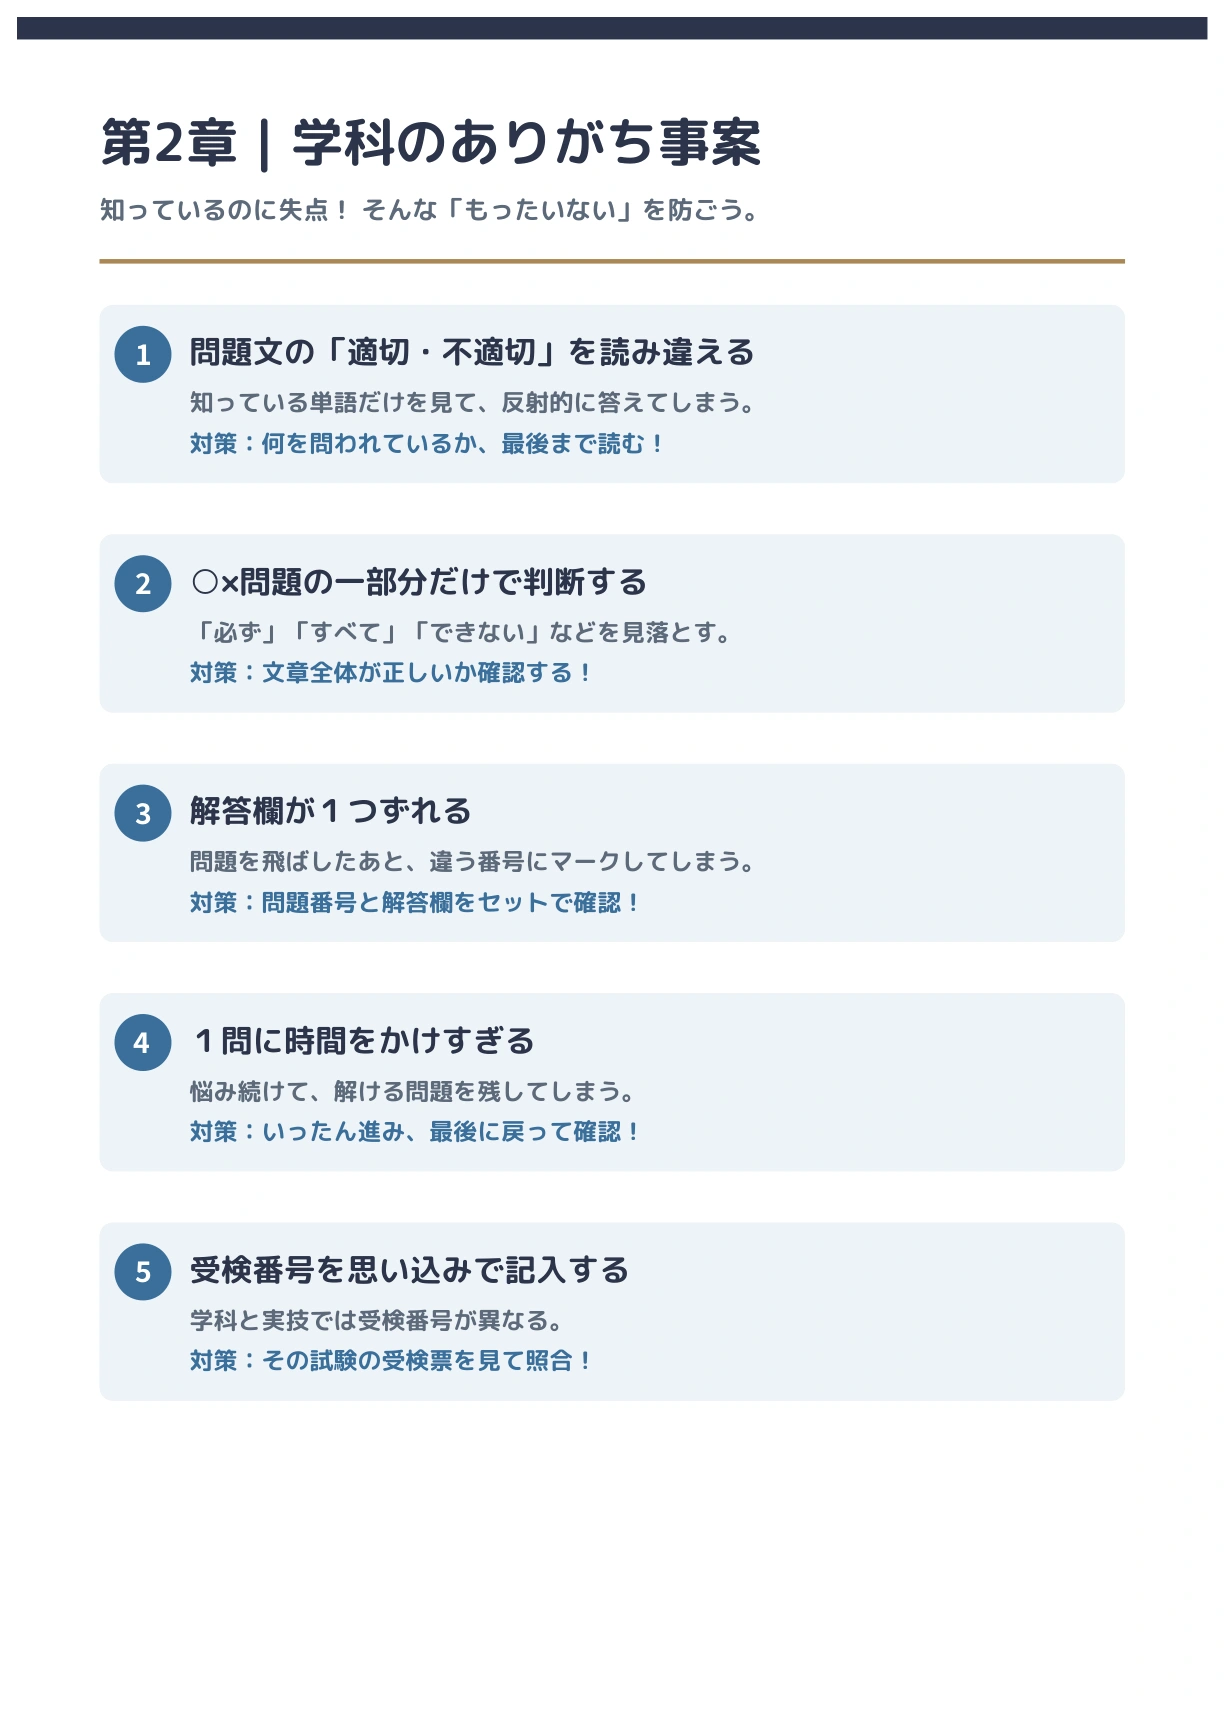 第2章｜学科のありがち事案
知っているのに失点！ そんな「もったいない」を防ごう。
1 問題文の「適切・不適切」を読み違える
知っている単語だけを見て、反射的に答えてしまう。
対策：何を問われているか、最後まで読む！
2 ○×問題の一部分だけで判断する
「必ず」「すべて」「できない」などを見落とす。
対策：文章全体が正しいか確認する！
3 解答欄が１つずれる
問題を飛ばしたあと、違う番号にマークしてしまう。
対策：問題番号と解答欄をセットで確認！
4 １問に時間をかけすぎる
悩み続けて、解ける問題を残してしまう。
対策：いったん進み、最後に戻って確認！
5 受検番号を思い込みで記入する
学科と実技では受検番号が異なる。
対策：その試験の受検票を見て照合！